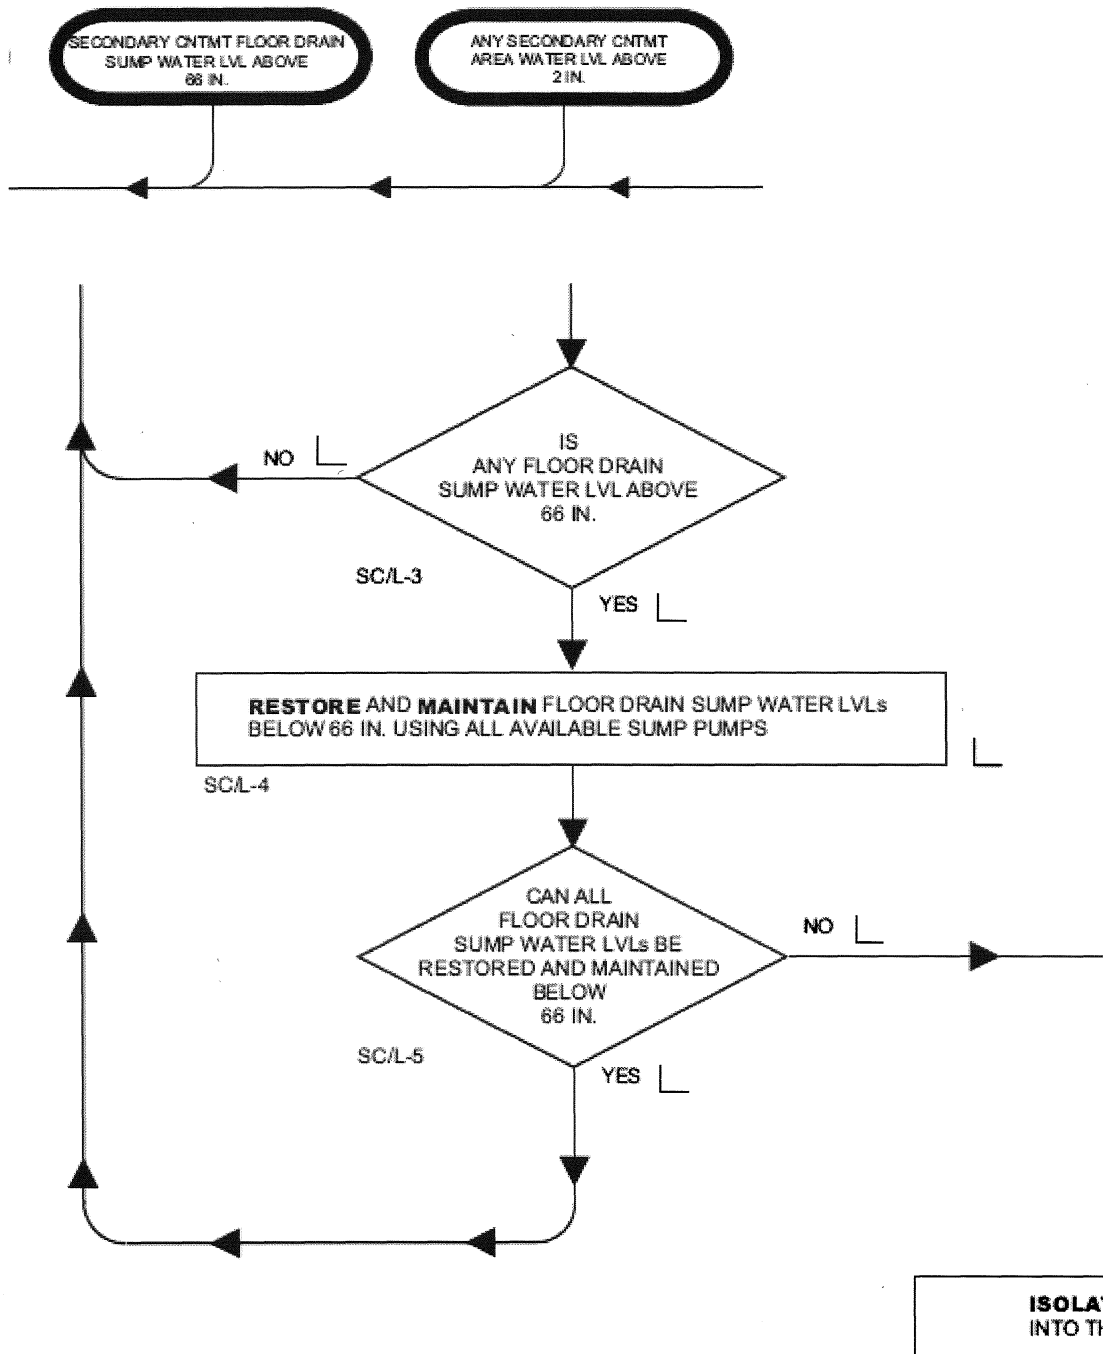 SECONDARY CNTMT FLOOR DRAIN
SUMP WATER LVL ABOVE
66 IN.
ANY SECONDARY CNTMT
AREA WATER LVL ABOVE
2 IN.
IS
ANY FLOOR DRAIN
SUMP WATER LVL ABOVE
66 IN.
NO
SC/L-3
YES
RESTORE AND MAINTAIN FLOOR DRAIN SUMP WATER LVLs
BELOW 66 IN. USING ALL AVAILABLE SUMP PUMPS
SC/L-4
CAN ALL
FLOOR DRAIN
SUMP WATER LVLs BE
RESTORED AND MAINTAINED
BELOW
66 IN.
NO
SC/L-5
YES
ISOLA
INTO TH